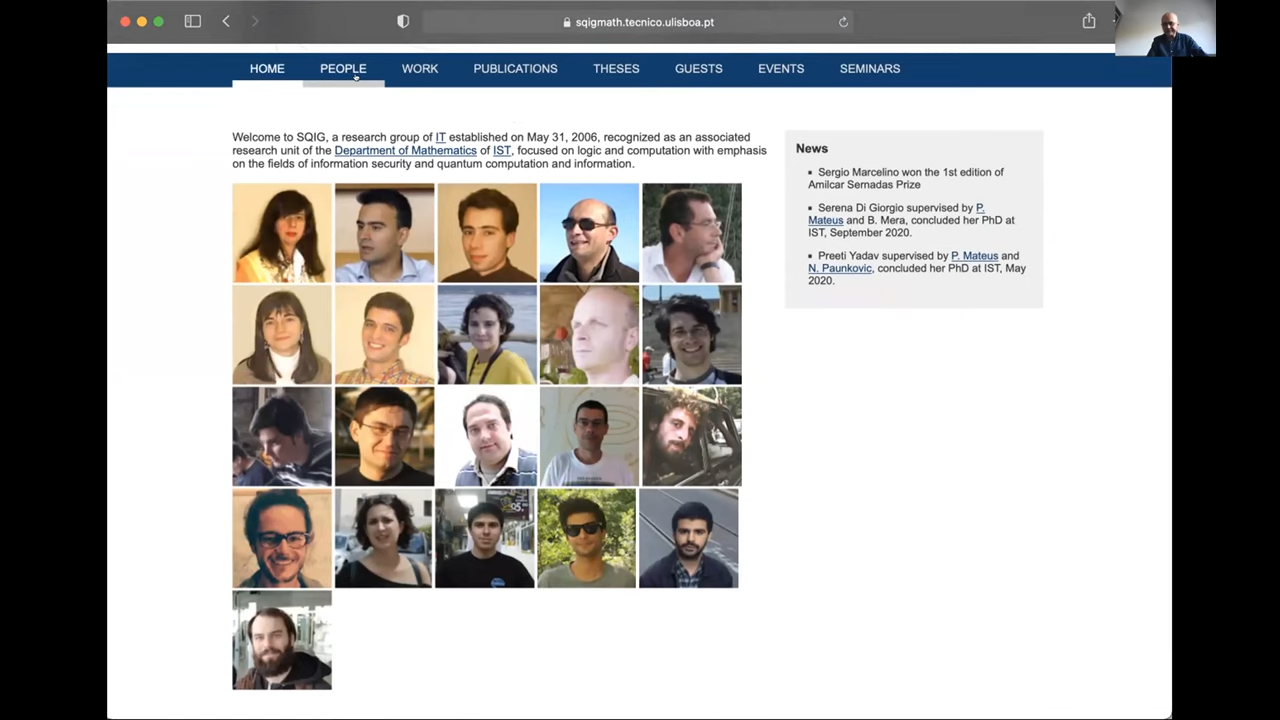 sqigmath.tecnico.ulisboa.pt
HOME PEOPLE WORK PUBLICATIONS THESES GUESTS EVENTS SEMINARS
Welcome to SQIG, a research group of IT established on May 31, 2006, recognized as an associated
research unit of the Department of Mathematics of IST, focused on logic and computation with emphasis
on the fields of information security and quantum computation and information.
News
Sergio Marcelino won the 1st edition of
Amilcar Sernadas Prize
Serena Di Giorgio supervised by P.
Mateus and B. Mera, concluded her PhD at
IST, September 2020.
Preeti Yadav supervised by P. Mateus and
N. Paunkovic, concluded her PhD at IST, May
2020.
95.